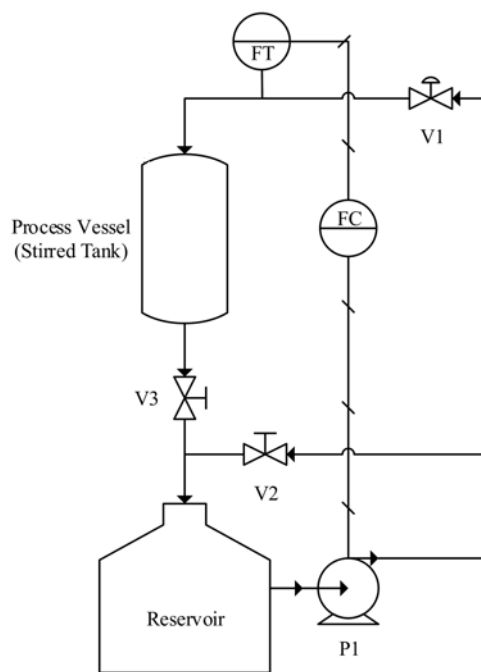 FT
V1
FC
Process Vessel
(Stirred Tank)
V3
V2
Reservoir
P1